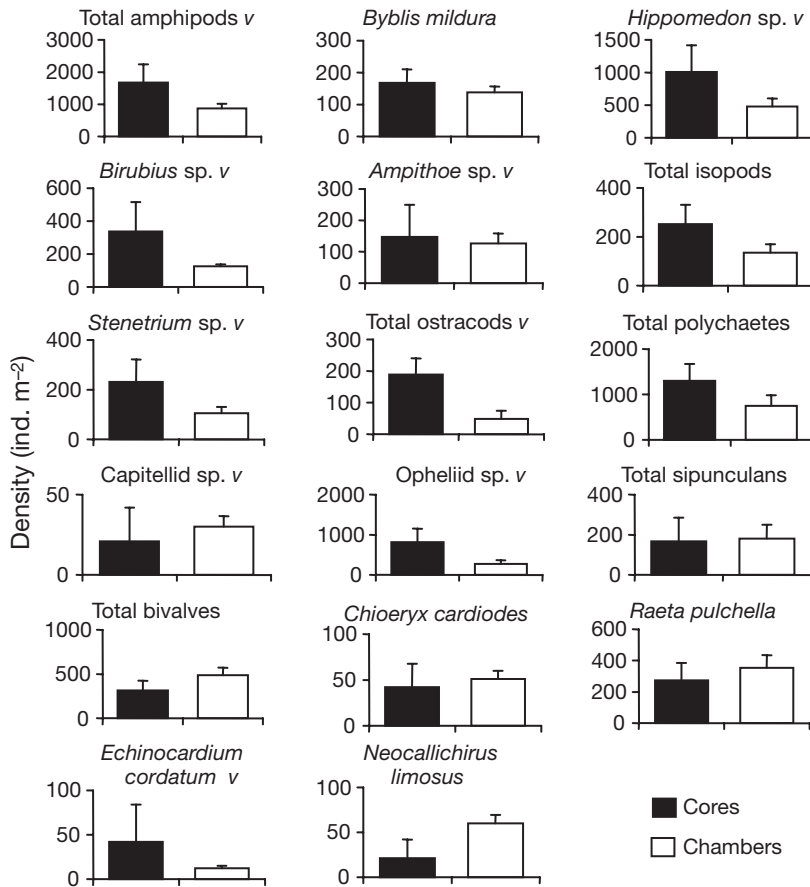 Density (ind. m–2)
Total amphipods v
3000
2000
1000
0
Byblis mildura
300
200
100
0
Hippomedon sp. v
1500
1000
500
0
Birubius sp. v
600
400
200
0
Ampithoe sp. v
300
200
100
0
Total isopods
400
200
0
Stenetrium sp. v
400
200
0
Total ostracods v
300
200
100
0
Total polychaetes
2000
1000
0
Capitellid sp. v
50
0
Opheliid sp. v
2000
1000
0
Total sipunculans
400
200
0
Total bivalves
1000
500
0
Chioeryx cardiodes
100
50
0
Raeta pulchella
600
400
200
0
Echinocardium
cordatum v
100
50
0
Neocallichirus
limosus
100
50
0
Cores
Chambers